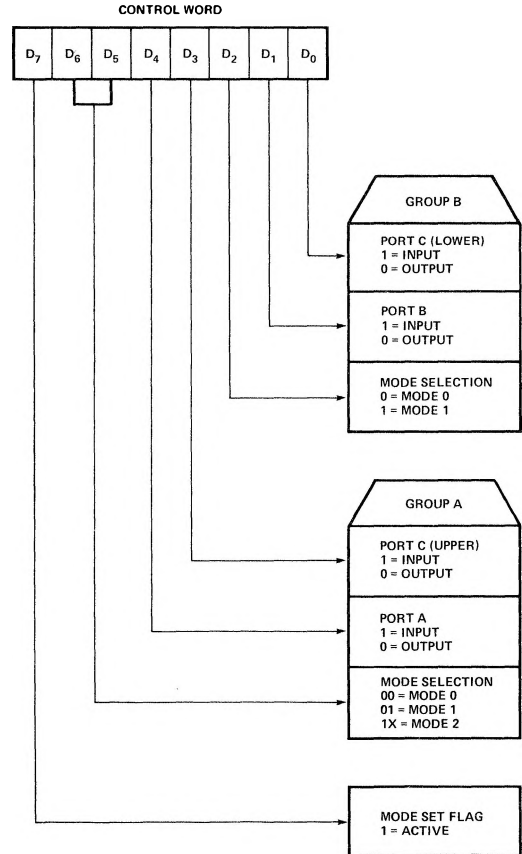 CONTROL WORD
D7 D6 D5 D4 D3 D2 D1 D0
GROUP B
PORT C (LOWER)
1 = INPUT
0 = OUTPUT
PORT B
1 = INPUT
0 = OUTPUT
MODE SELECTION
0 = MODE 0
1 = MODE 1
GROUP A
PORT C (UPPER)
1 = INPUT
0 = OUTPUT
PORT A
1 = INPUT
0 = OUTPUT
MODE SELECTION
00 = MODE 0
01 = MODE 1
1X = MODE 2
MODE SET FLAG
1 = ACTIVE